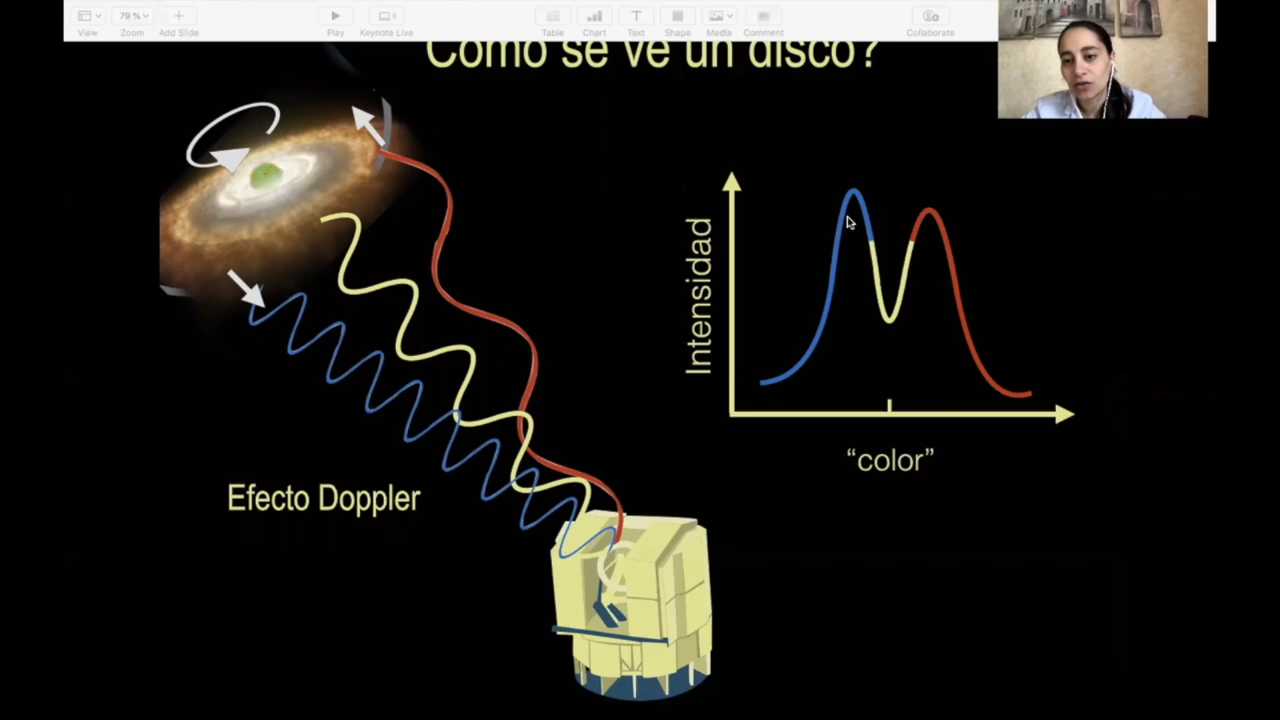 View
Zoom
Add Slide
Play
Keynote Live
Table
Chart
Text
Shape
Media
Comment
Collaborate
79 %
Como se ve un disco?
Intensidad
"color"
Efecto Doppler